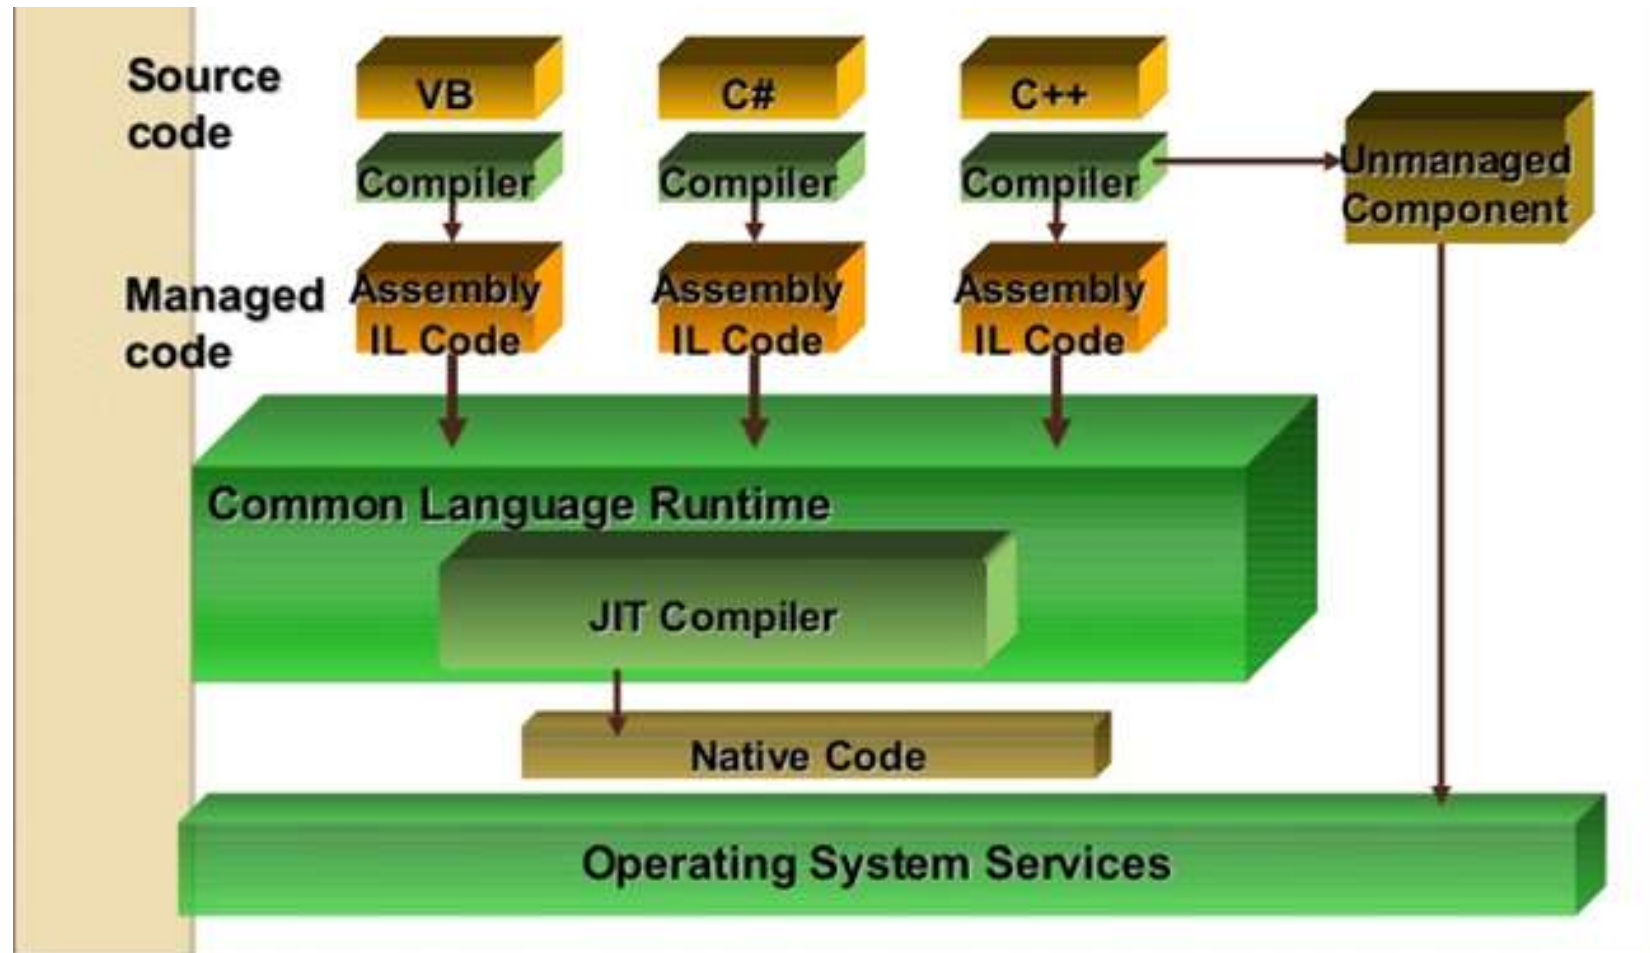 Source
code
VB
C#
C++
Compiler
Compiler
Compiler
Unmanaged
Component
Managed
code
Assembly
IL Code
Assembly
IL Code
Assembly
IL Code
Common Language Runtime
JIT Compiler
Native Code
Operating System Services